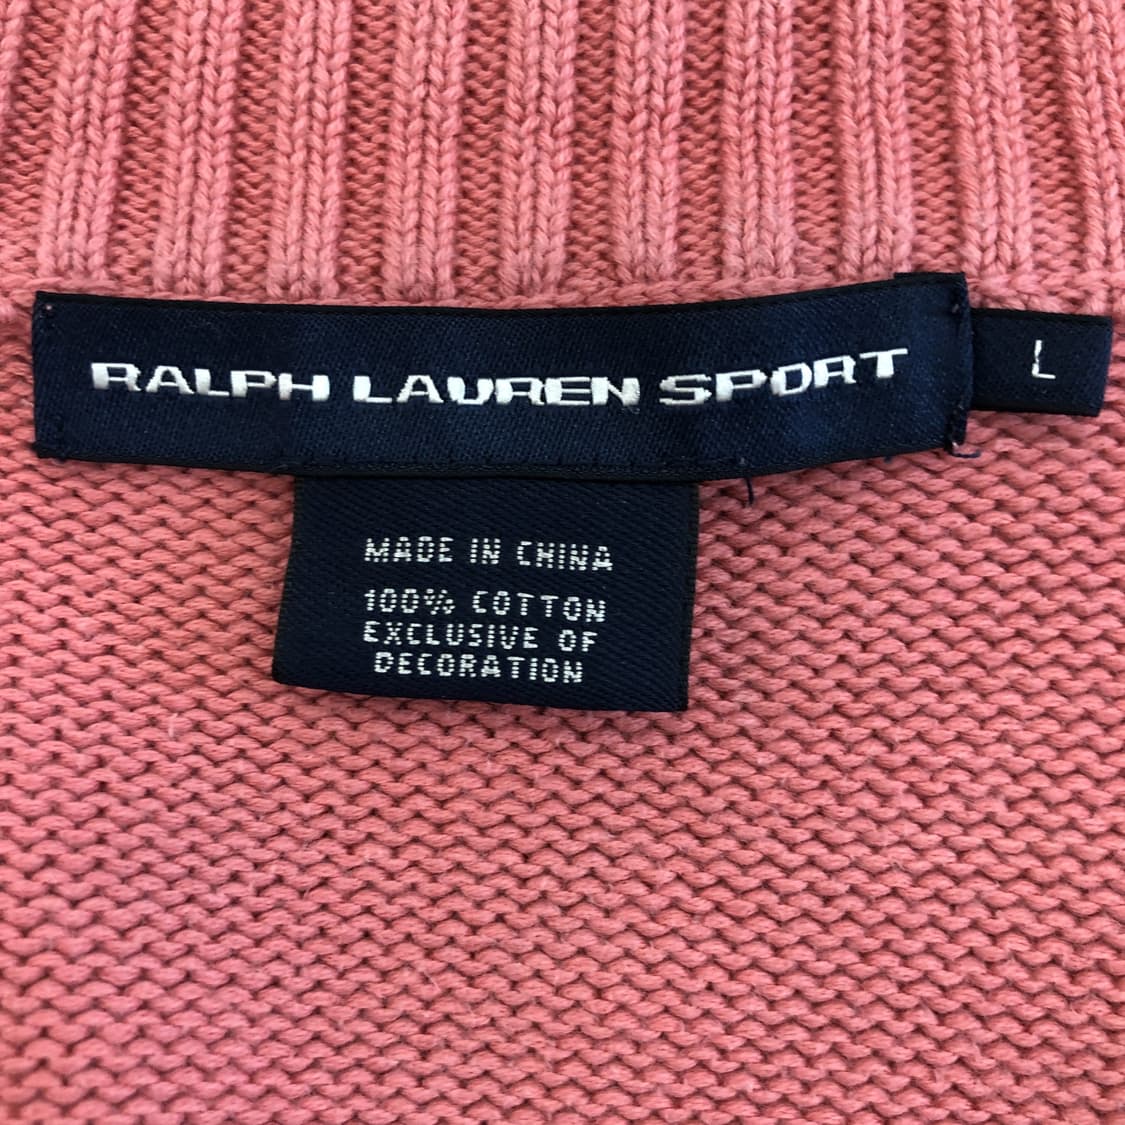 RALPH LAUREN SPORT
L
MADE IN CHINA
100% COTTON
EXCLUSIVE OF
DECORATION